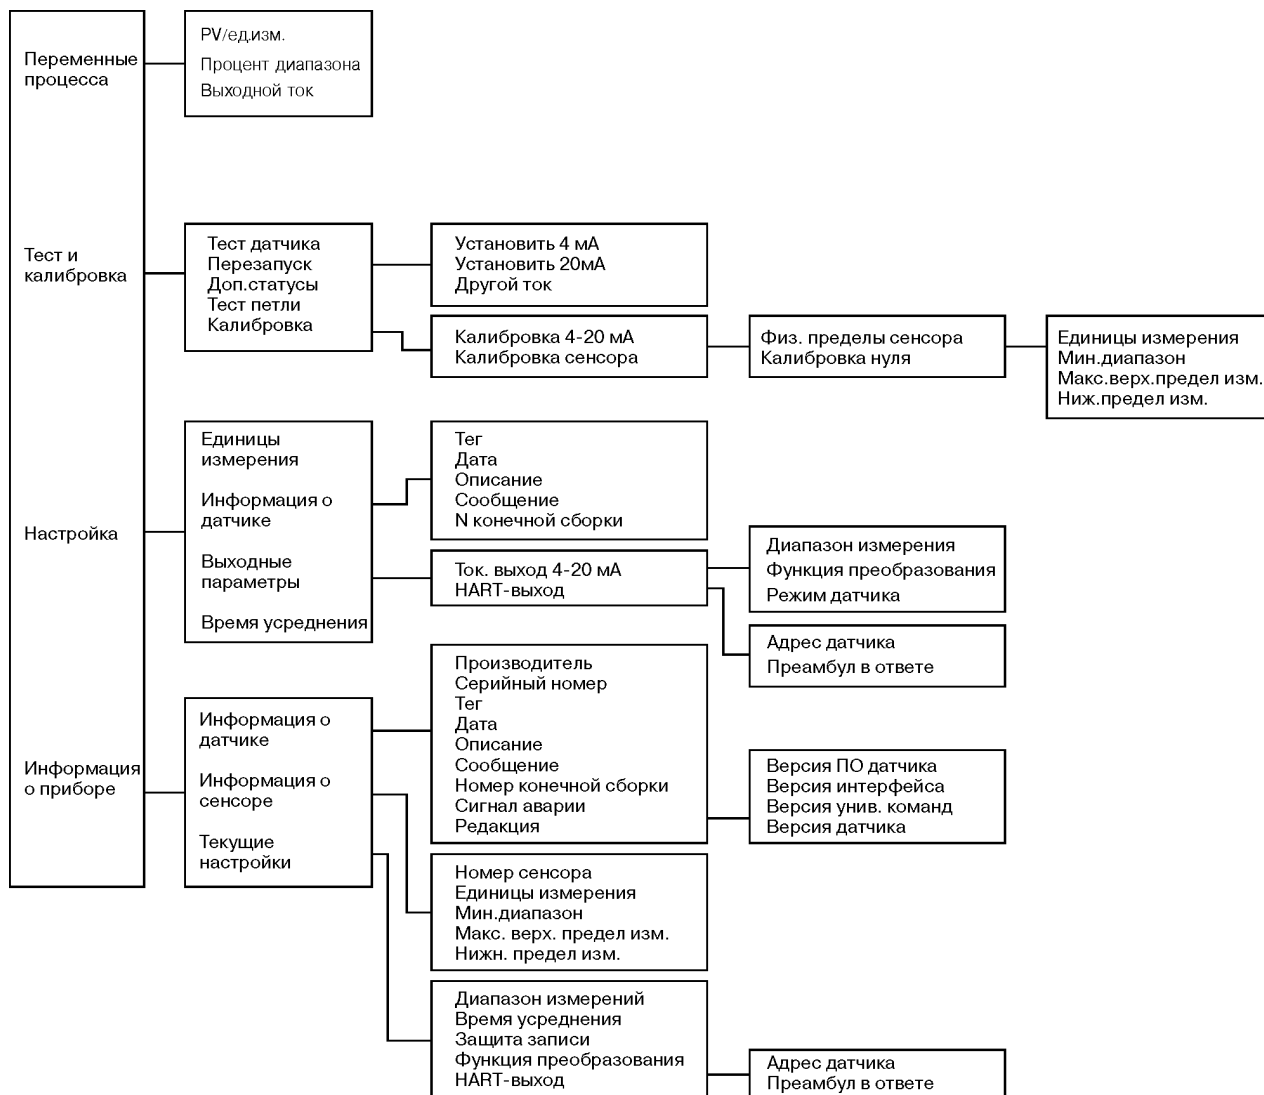 Переменные
процесса
PV/ед.изм.
Процент диапазона
Выходной ток
Тест и
калибровка
Тест датчика
Перезапуск
Доп.статусы
Тест петли
Калибровка
Установить 4 мА
Установить 20мА
Другой ток
Калибровка 4-20 мА
Калибровка сенсора
Физ. пределы сенсора
Калибровка нуля
Единицы измерения
Мин.диапазон
Макс.верх.предел изм.
Ниж.предел изм.
Настройка
Единицы
измерения
Информация о
датчике
Выходные
параметры
Время усреднения
Тег
Дата
Описание
Сообщение
N конечной сборки
Ток. выход 4-20 мА
HART-выход
Диапазон измерения
Функция преобразования
Режим датчика
Адрес датчика
Преамбул в ответе
Информация
о приборе
Информация о
датчике
Информация о
сенсоре
Текущие
настройки
Производитель
Серийный номер
Тег
Дата
Описание
Сообщение
Номер конечной сборки
Сигнал аварии
Редакция
Версия ПО датчика
Версия интерфейса
Версия унив. команд
Версия датчика
Номер сенсора
Единицы измерения
Мин.диапазон
Макс. верх. предел изм.
Нижн. предел изм.
Диапазон измерений
Время усреднения
Защита записи
Функция преобразования
HART-выход
Адрес датчика
Преамбул в ответе